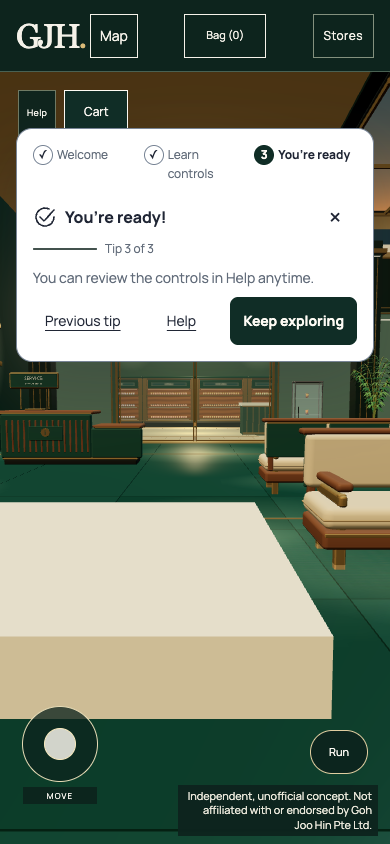 GJH.
Map
Bag (0)
Stores
Help
Cart
Welcome
Learn
controls
3
You're ready
You're ready!
Tip 3 of 3
You can review the controls in Help anytime.
Previous tip
Help
Keep exploring
SERVICE
MOVE
Run
Independent, unofficial concept. Not
affiliated with or endorsed by Goh
Joo Hin Pte Ltd.